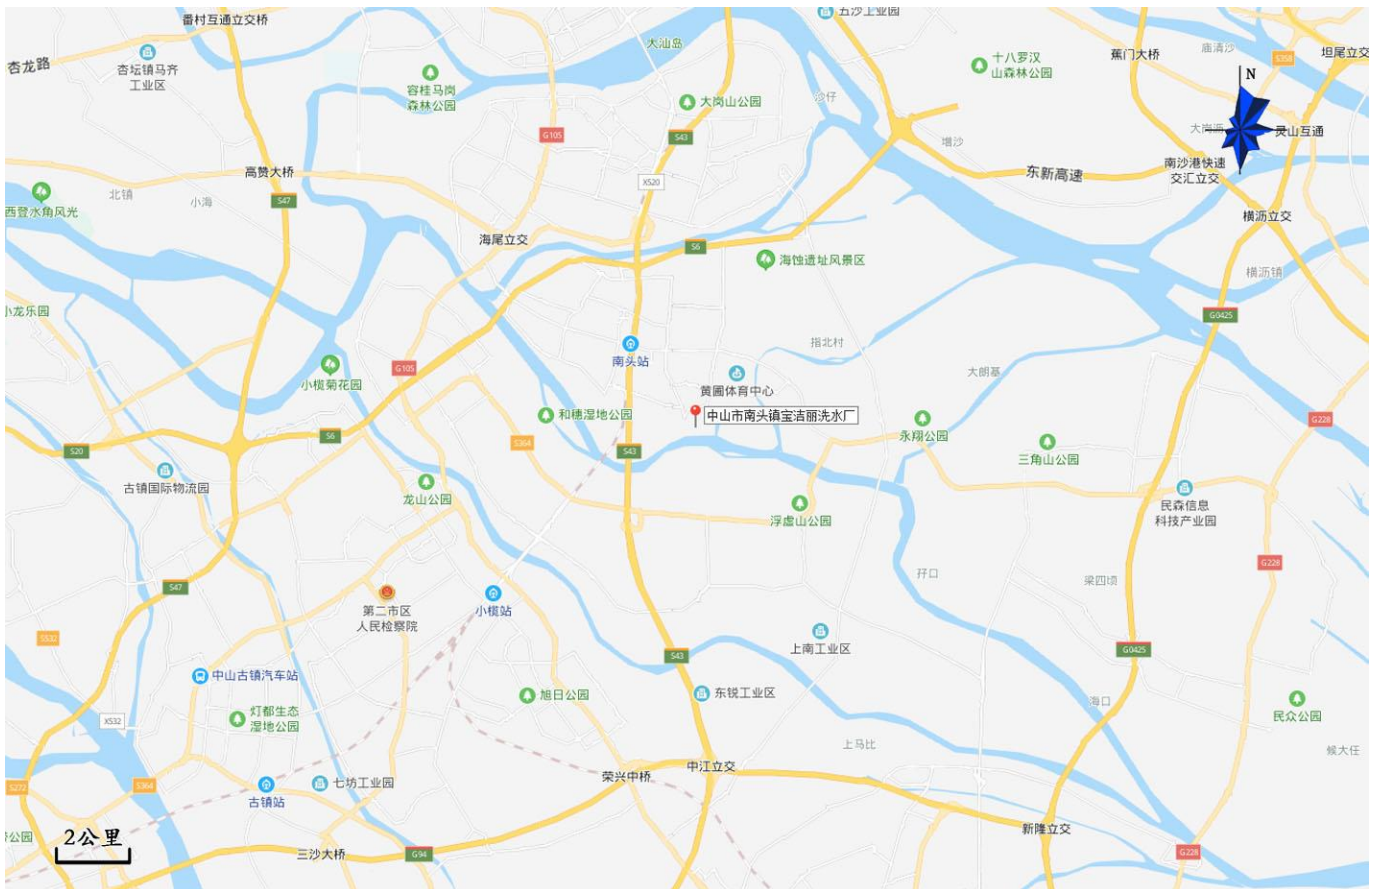 番村互通立交桥
五沙工业园
大汕岛
十八罗汉
山森林公园
蕉门大桥
庙清沙
S358
坦尾立交
杏龙路
杏坛镇马齐
工业区
容桂马岗
森林公园
大岗山公园
沙仔
N
G105
S43
增沙
大岗沥
灵山互通
高赞大桥
X520
东新高速
南沙港快速
交汇立交
北镇
小海
S47
西登水角风光
横沥立交
海尾立交
S6
海蚀遗址风景区
横沥镇
小龙乐园
G0425
南头站
指北村
G105
小榄菊花园
黄圃体育中心
大朗基
和穗湿地公园
中山市南头镇宝洁丽洗水厂
永翔公园
G228
S6
S364
S43
S20
三角山公园
古镇国际物流园
龙山公园
民森信息
科技产业园
浮虚山公园
G228
孖口
梁四顷
S47
第二市区
人民检察院
小榄站
S532
上南工业区
G0425
S43
中山古镇汽车站
旭日公园
东锐工业区
海口
灯都生态
湿地公园
X532
民众公园
上马比
候大任
荣兴中桥
中江立交
S272
S364
古镇站
七坊工业园
新隆立交
公园
2公里
三沙大桥
G94
G228